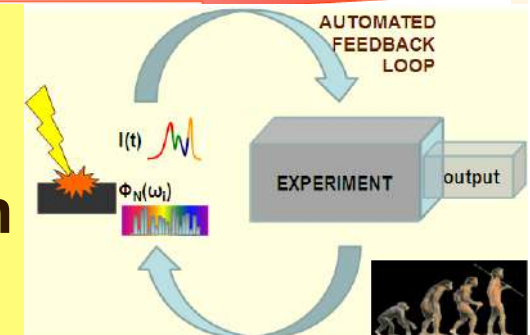 AUTOMATED
FEEDBACK
LOOP
I(t)
Φ_N(ω_i)
EXPERIMENT
output
n